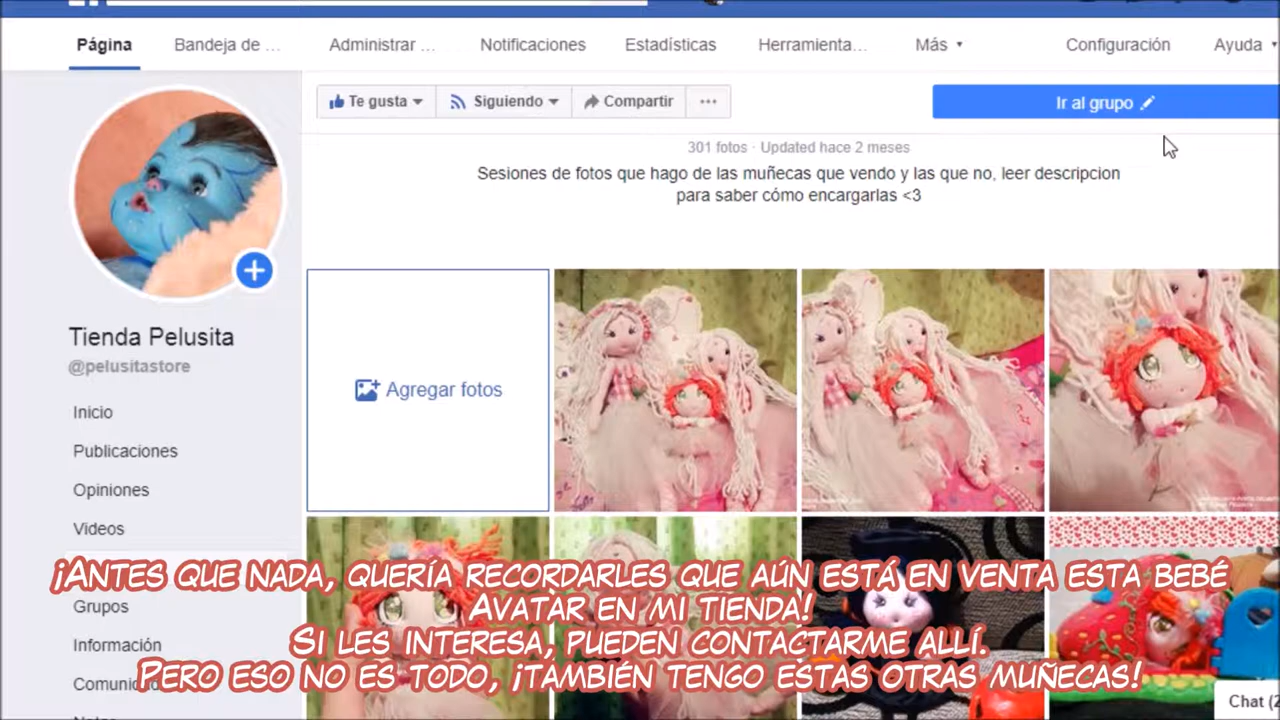 Página
Bandeja de ...
Administrar ...
Notificaciones
Estadísticas
Herramienta...
Más
Configuración
Ayuda
Te gusta
Siguiendo
Compartir
Ir al grupo
301 fotos · Updated hace 2 meses
Sesiones de fotos que hago de las muñecas que vendo y las que no, leer descripcion
para saber cómo encargarlas <3
Agregar fotos
Tienda Pelusita
@pelusitastore
Inicio
Publicaciones
Opiniones
Videos
Grupos
Información
¡Antes que nada, quería recordarles que aún está en venta esta bebé
Avatar en mi tienda!
Si les interesa, pueden contactarme allí.
Pero eso no es todo, ¡también tengo estas otras muñecas!
Chat (2